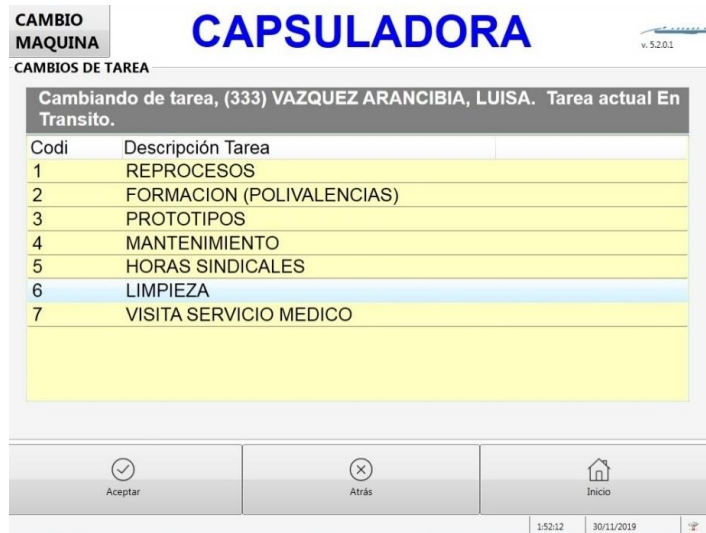 CAMBIO
MAQUINA
CAPSULADORA
v. 5.2.0.1
CAMBIOS DE TAREA
Cambiando de tarea, (333) VAZQUEZ ARANCIBIA, LUISA. Tarea actual En
Transito.
Codi Descripción Tarea
1 REPROCESOS
2 FORMACION (POLIVALENCIAS)
3 PROTOTIPOS
4 MANTENIMIENTO
5 HORAS SINDICALES
6 LIMPIEZA
7 VISITA SERVICIO MEDICO
Aceptar Atrás Inicio
1:52:12 30/11/2019